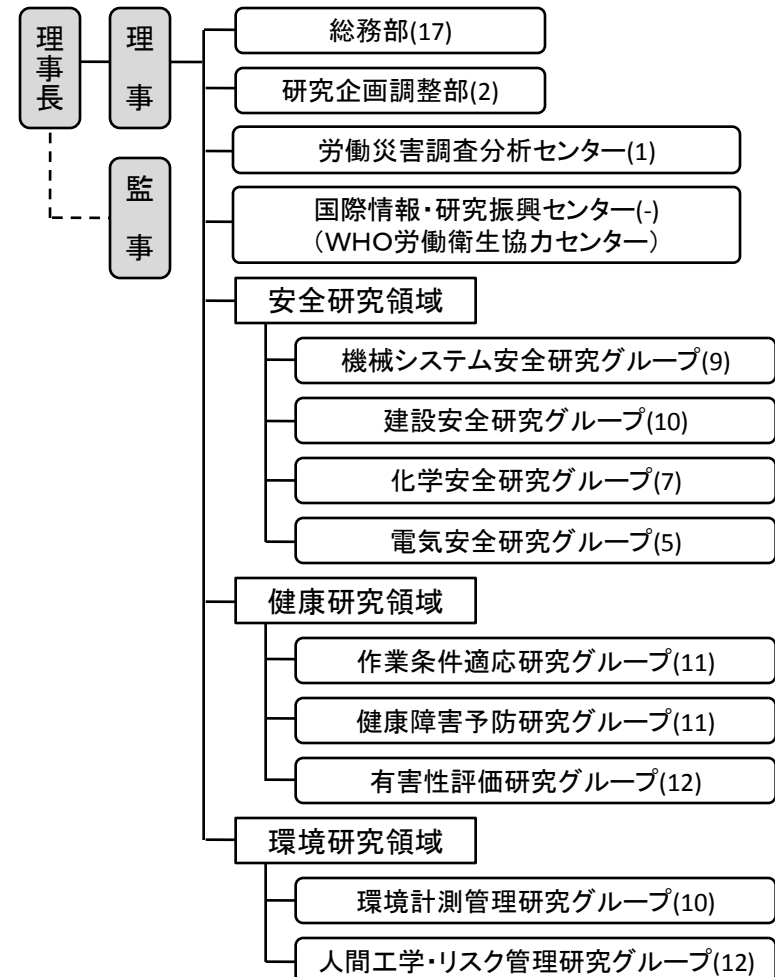 理事長
理事
監事
総務部(17)
研究企画調整部(2)
労働災害調査分析センター(1)
国際情報・研究振興センター(-)
（WHO労働衛生協力センター）
安全研究領域
機械システム安全研究グループ(9)
建設安全研究グループ(10)
化学安全研究グループ(7)
電気安全研究グループ(5)
健康研究領域
作業条件適応研究グループ(11)
健康障害予防研究グループ(11)
有害性評価研究グループ(12)
環境研究領域
環境計測管理研究グループ(10)
人間工学・リスク管理研究グループ(12)